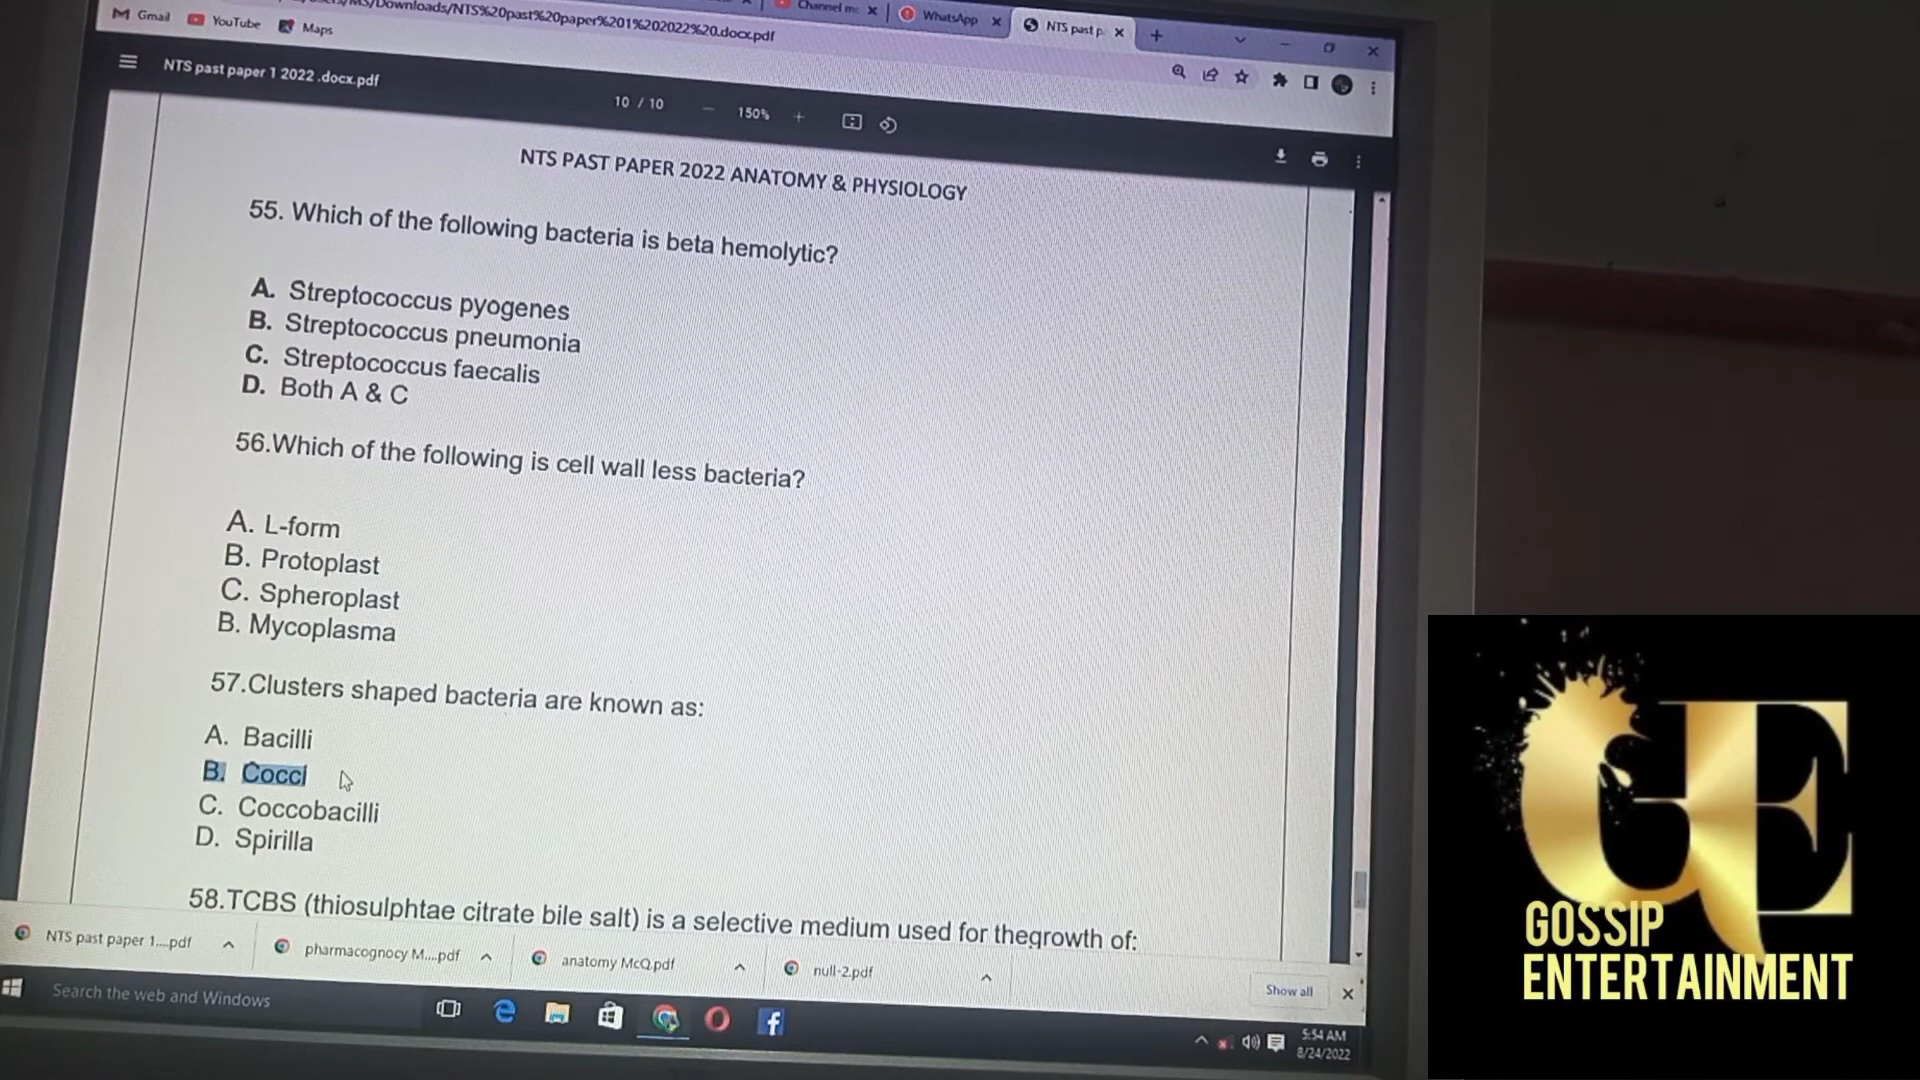 /Downloads/NTS%20past%20paper%201%202022%20.docx.pdf
Channel m
WhatsApp
NTS past p
Gmail
YouTube
Maps
NTS past paper 1 2022 .docx.pdf
10 / 10
150%
NTS PAST PAPER 2022 ANATOMY & PHYSIOLOGY
55. Which of the following bacteria is beta hemolytic?
A. Streptococcus pyogenes
B. Streptococcus pneumonia
C. Streptococcus faecalis
D. Both A & C
56.Which of the following is cell wall less bacteria?
A. L-form
B. Protoplast
C. Spheroplast
B. Mycoplasma
57.Clusters shaped bacteria are known as:
A. Bacilli
B. Cocci
C. Coccobacilli
D. Spirilla
58.TCBS (thiosulphtae citrate bile salt) is a selective medium used for thegrowth of:
NTS past paper 1....pdf
pharmacognocy M....pdf
anatomy McQ.pdf
null-2.pdf
Show all
Search the web and Windows
5:54 AM
8/24/2022
GE
GOSSIP
ENTERTAINMENT